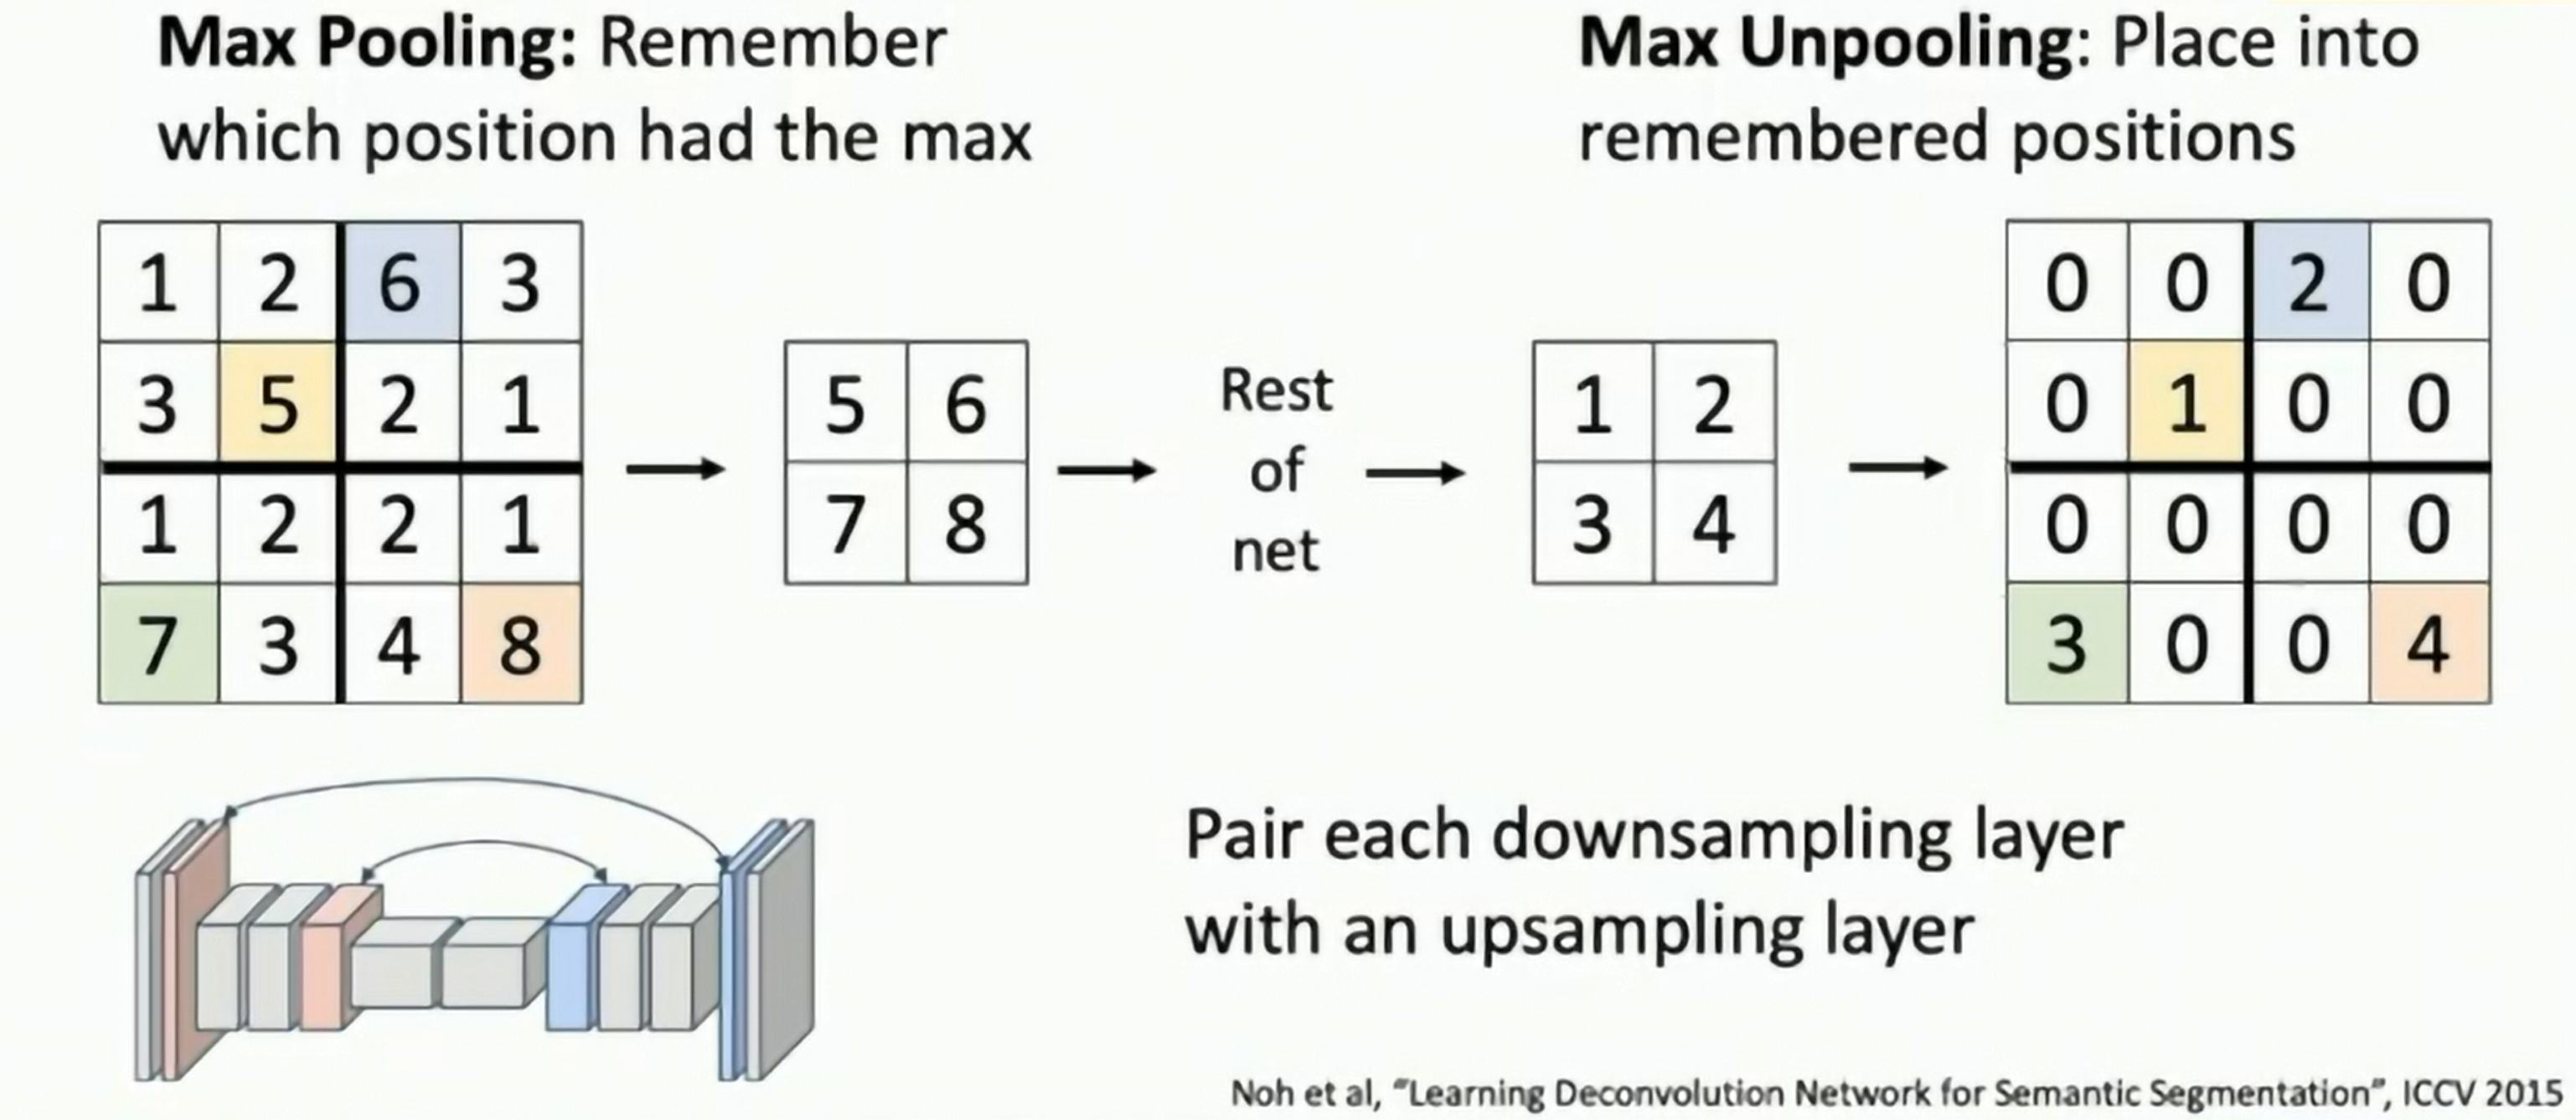 Max Pooling: Remember
which position had the max
Max Unpooling: Place into
remembered positions
1 2 6 3
3 5 2 1
1 2 2 1
7 3 4 8
5 6
7 8
Rest
of
net
1 2
3 4
0 0 2 0
0 1 0 0
0 0 0 0
3 0 0 4
Pair each downsampling layer
with an upsampling layer
Noh et al, “Learning Deconvolution Network for Semantic Segmentation”, ICCV 2015